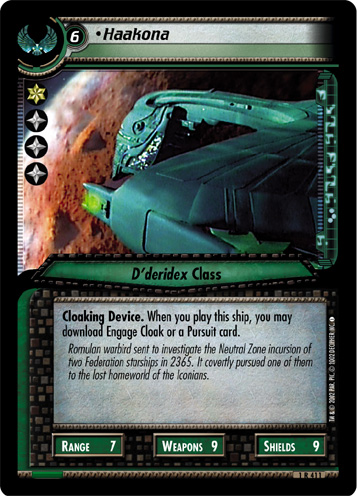 6 •Haakona
D'deridex Class
Cloaking Device. When you play this ship, you may
download Engage Cloak or a Pursuit card.
Romulan warbird sent to investigate the Neutral Zone incursion of
two Federation starships in 2365. It covertly pursued one of them
to the lost homeworld of the Iconians.
RANGE 7 WEAPONS 9 SHIELDS 9
1 R 411